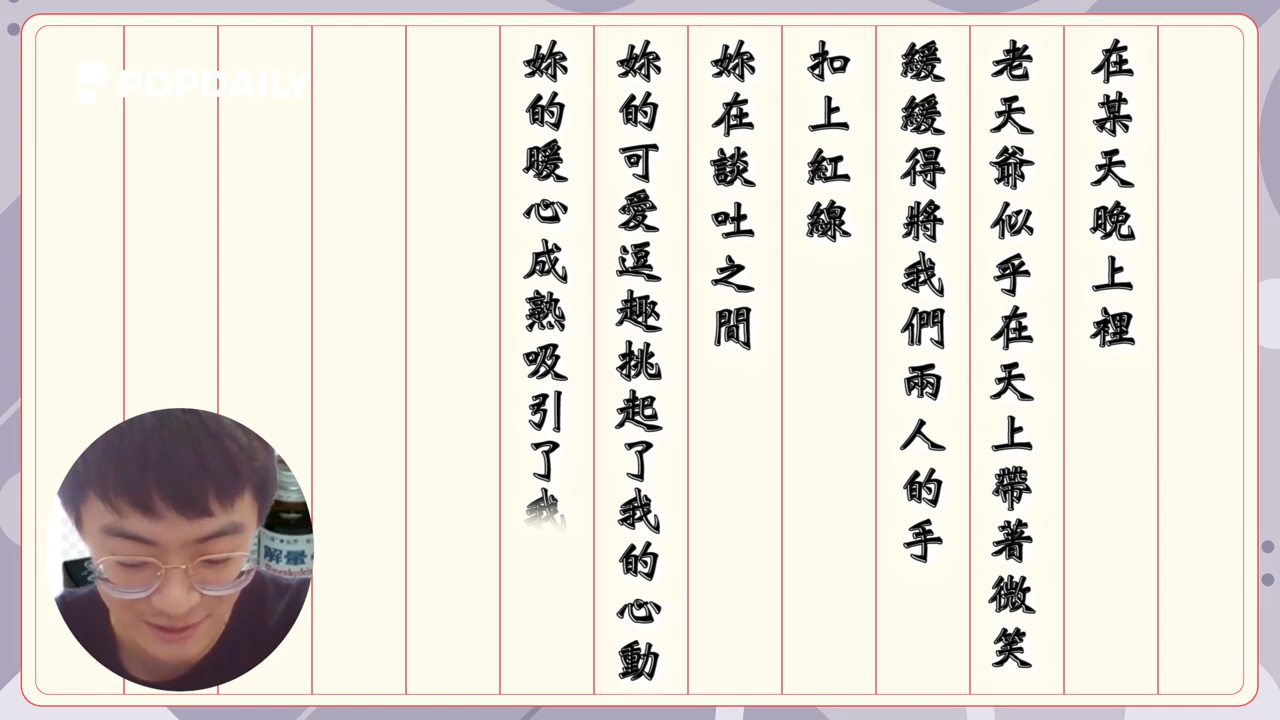 在某天晚上裡
老天爺似乎在天上帶著微笑
緩緩得將我們兩人的手
扣上紅線
妳在談吐之間
妳的可愛逗趣挑起了我的心動
妳的暖心成熟吸引了我
POPDAILY
解暈